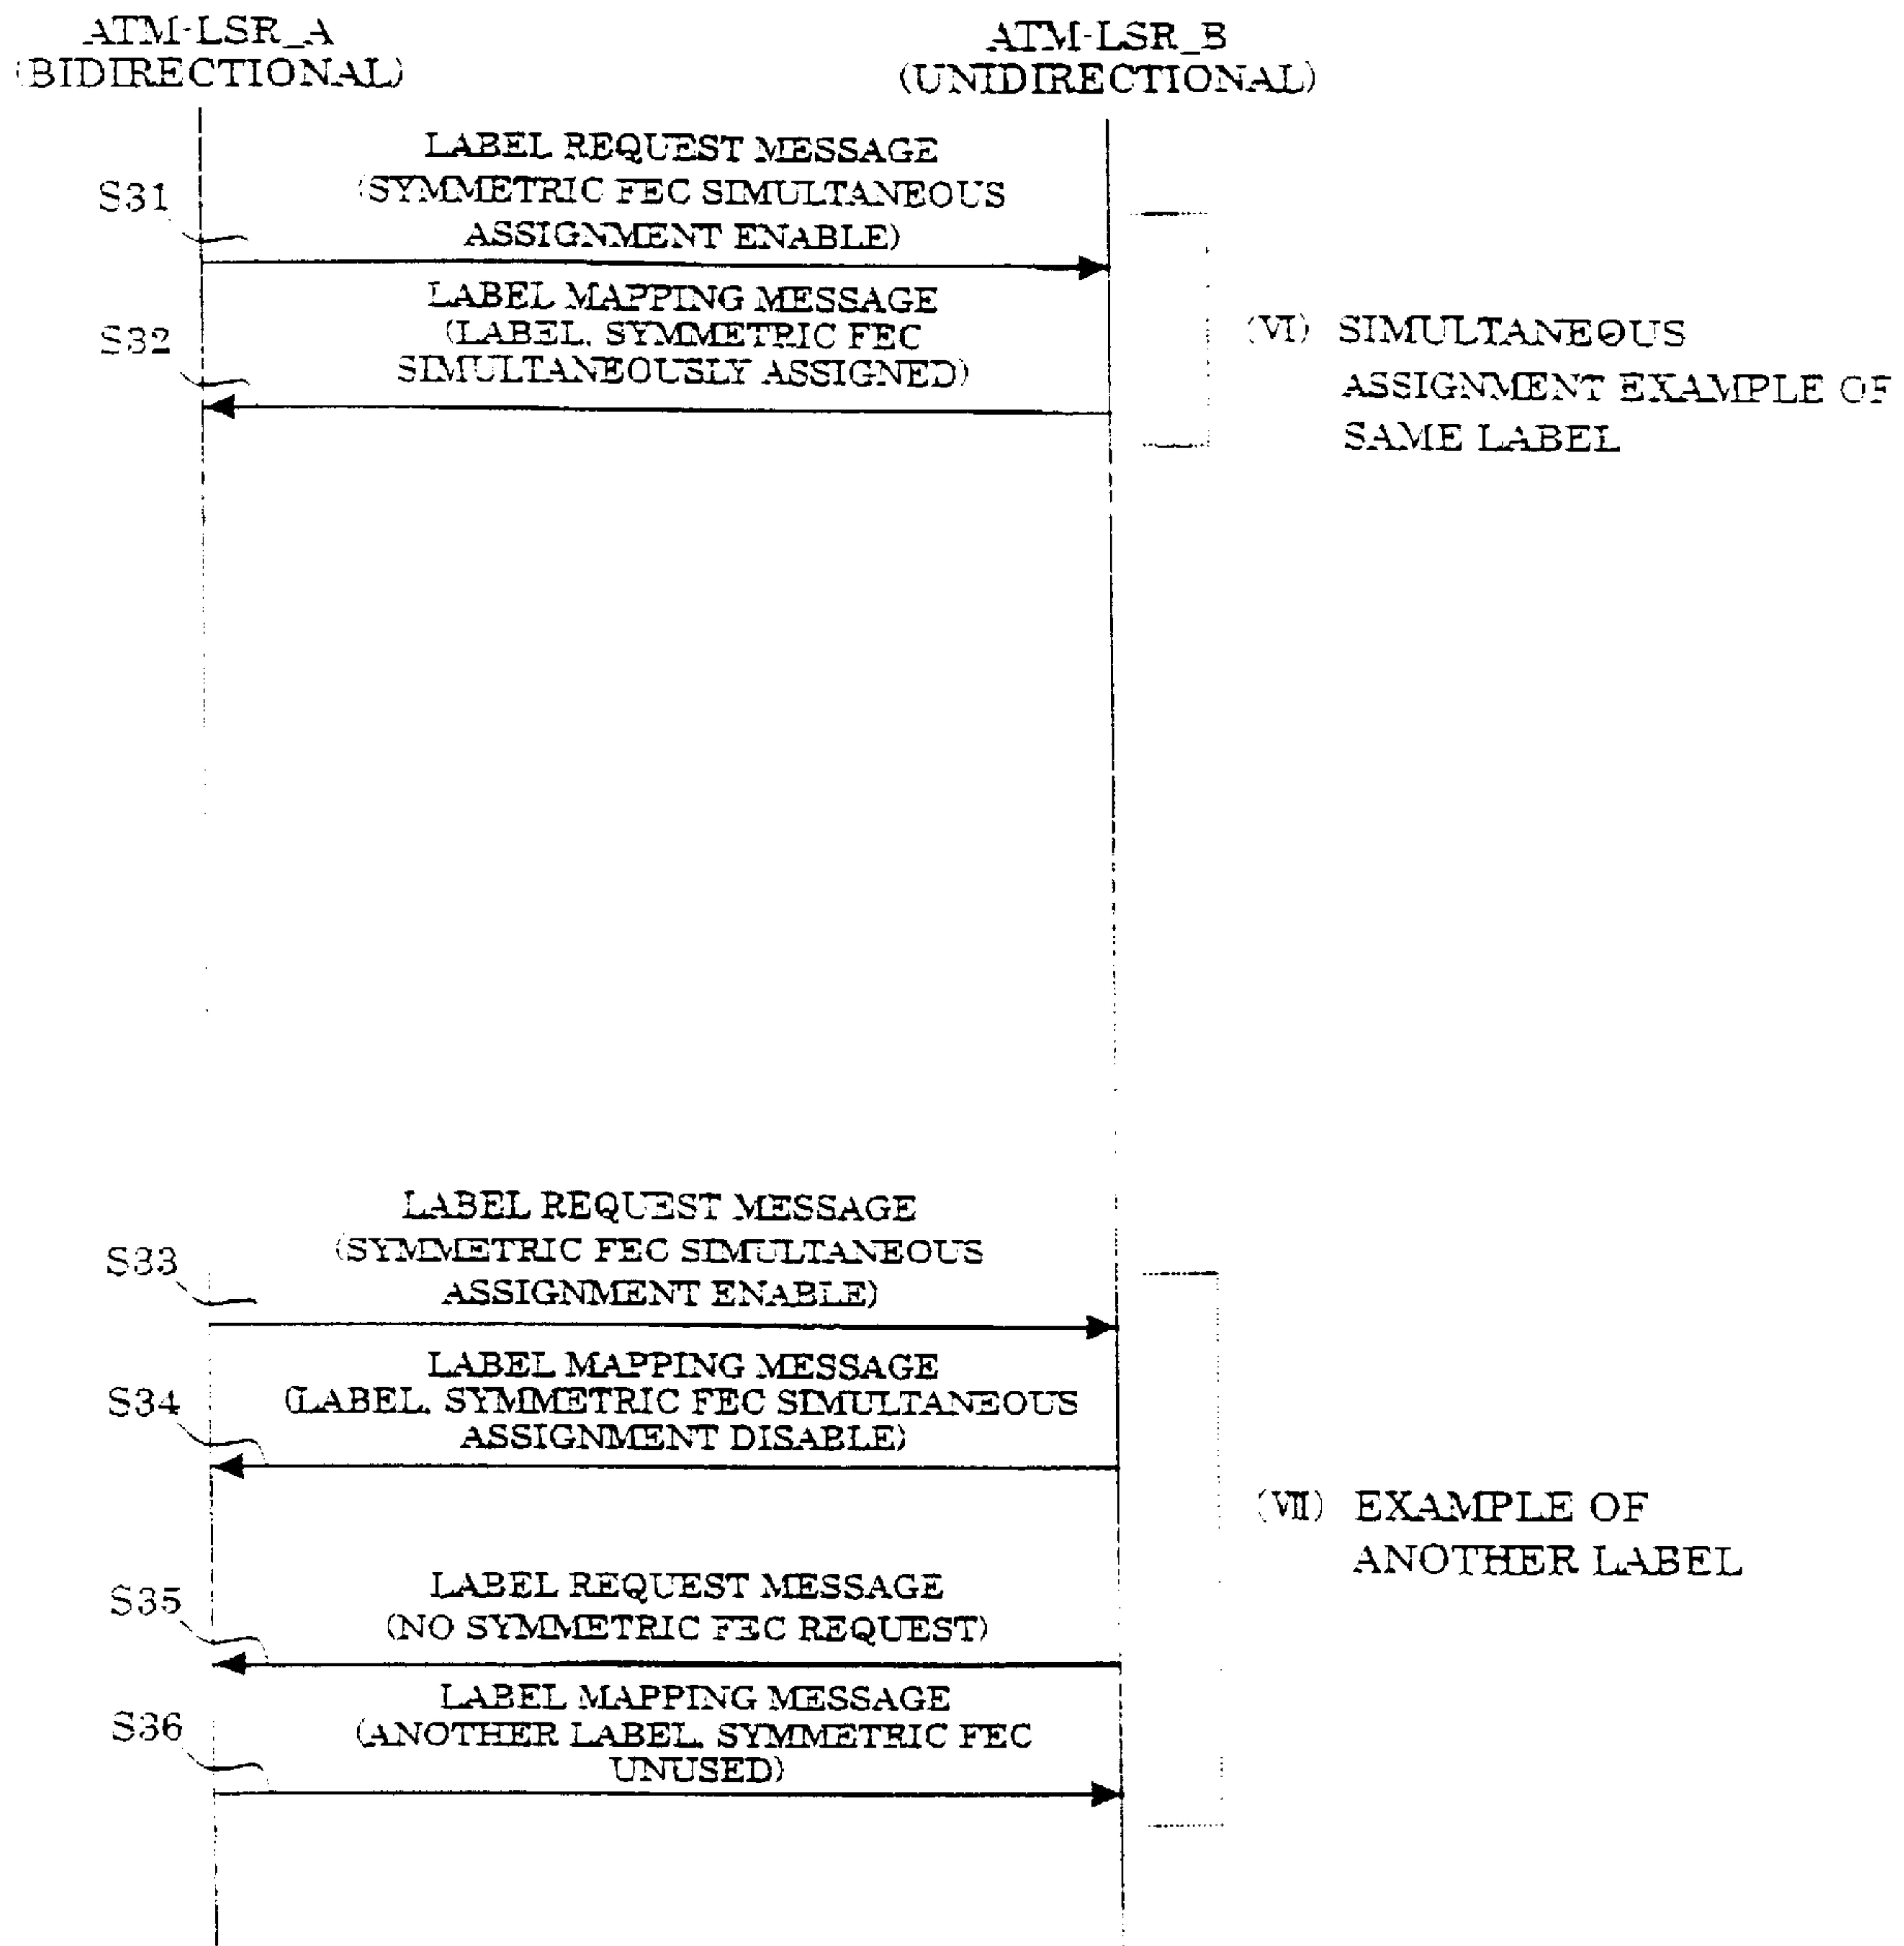 ATM-LSR_A
(BIDIRECTIONAL)
ATM-LSR_B
(UNIDIRECTIONAL)
LABEL REQUEST MESSAGE
(SYMMETRIC FEC SIMULTANEOUS
ASSIGNMENT ENABLE)
S31
LABEL MAPPING MESSAGE
(LABEL, SYMMETRIC FEC
SIMULTANEOUSLY ASSIGNED)
S32
(VI) SIMULTANEOUS
ASSIGNMENT EXAMPLE OF
SAME LABEL
LABEL REQUEST MESSAGE
(SYMMETRIC FEC SIMULTANEOUS
ASSIGNMENT ENABLE)
S33
LABEL MAPPING MESSAGE
(LABEL, SYMMETRIC FEC SIMULTANEOUS
ASSIGNMENT DISABLE)
S34
(VII) EXAMPLE OF
ANOTHER LABEL
LABEL REQUEST MESSAGE
(NO SYMMETRIC FEC REQUEST)
S35
LABEL MAPPING MESSAGE
(ANOTHER LABEL, SYMMETRIC FEC
UNUSED)
S36